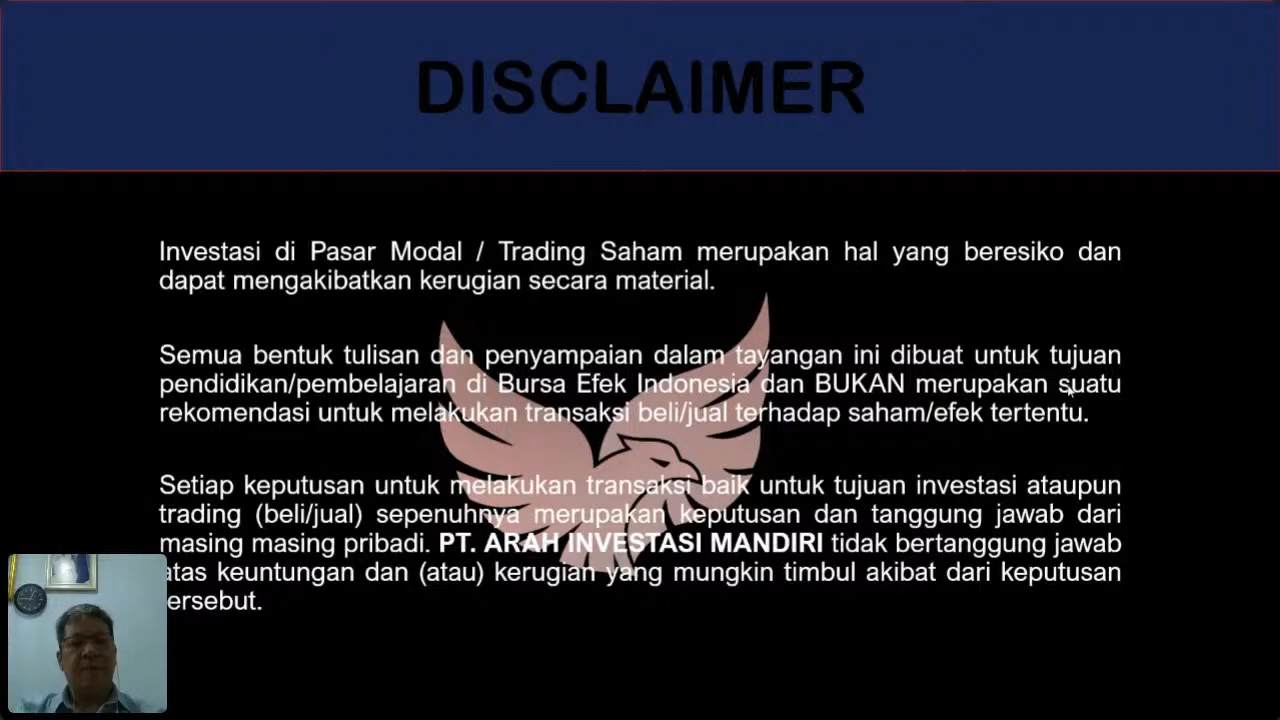 DISCLAIMER
Investasi di Pasar Modal / Trading Saham merupakan hal yang beresiko dan
dapat mengakibatkan kerugian secara material.
Semua bentuk tulisan dan penyampaian dalam tayangan ini dibuat untuk tujuan
pendidikan/pembelajaran di Bursa Efek Indonesia dan BUKAN merupakan suatu
rekomendasi untuk melakukan transaksi beli/jual terhadap saham/efek tertentu.
Setiap keputusan untuk melakukan transaksi baik untuk tujuan investasi ataupun
trading (beli/jual) sepenuhnya merupakan keputusan dan tanggung jawab dari
masing masing pribadi. PT. ARAH INVESTASI MANDIRI tidak bertanggung jawab
atas keuntungan dan (atau) kerugian yang mungkin timbul akibat dari keputusan
ersebut.